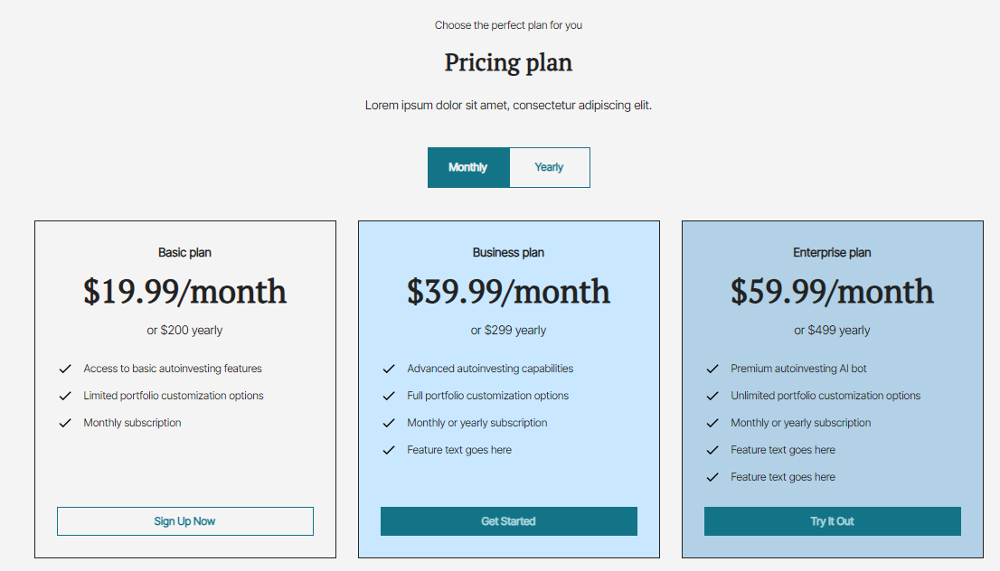 Choose the perfect plan for you
Pricing plan
Lorem ipsum dolor sit amet, consectetur adipiscing elit.
Monthly
Yearly
Basic plan
$19.99/month
or $200 yearly
Access to basic autoinvesting features
Limited portfolio customization options
Monthly subscription
Sign Up Now
Business plan
$39.99/month
or $299 yearly
Advanced autoinvesting capabilities
Full portfolio customization options
Monthly or yearly subscription
Feature text goes here
Get Started
Enterprise plan
$59.99/month
or $499 yearly
Premium autoinvesting AI bot
Unlimited portfolio customization options
Monthly or yearly subscription
Feature text goes here
Feature text goes here
Try It Out